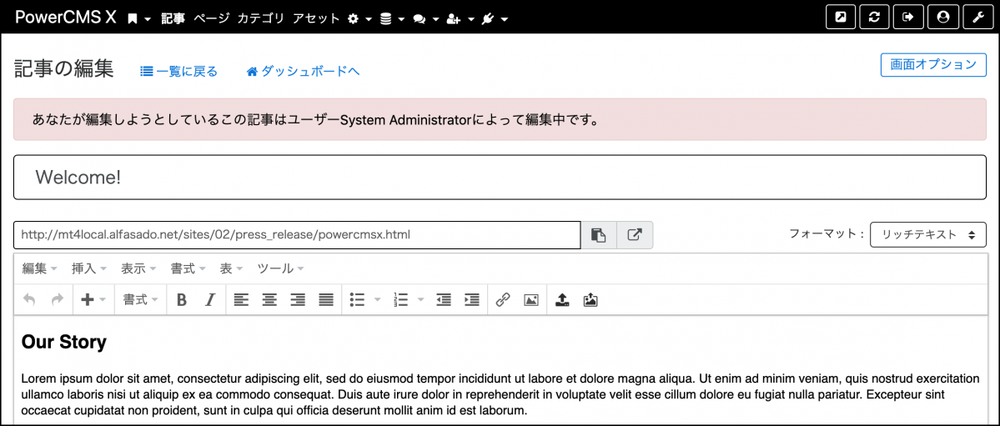 PowerCMS X 記事 ページ カテゴリ アセット
記事の編集 一覧に戻る ダッシュボードへ 画面オプション
あなたが編集しようとしているこの記事はユーザーSystem Administratorによって編集中です。
Welcome!
http://mt4local.alfasado.net/sites/02/press_release/powercmsx.html フォーマット： リッチテキスト
編集 挿入 表示 書式 表 ツール
書式 B I
Our Story
Lorem ipsum dolor sit amet, consectetur adipiscing elit, sed do eiusmod tempor incididunt ut labore et dolore magna aliqua. Ut enim ad minim veniam, quis nostrud exercitation
ullamco laboris nisi ut aliquip ex ea commodo consequat. Duis aute irure dolor in reprehenderit in voluptate velit esse cillum dolore eu fugiat nulla pariatur. Excepteur sint
occaecat cupidatat non proident, sunt in culpa qui officia deserunt mollit anim id est laborum.